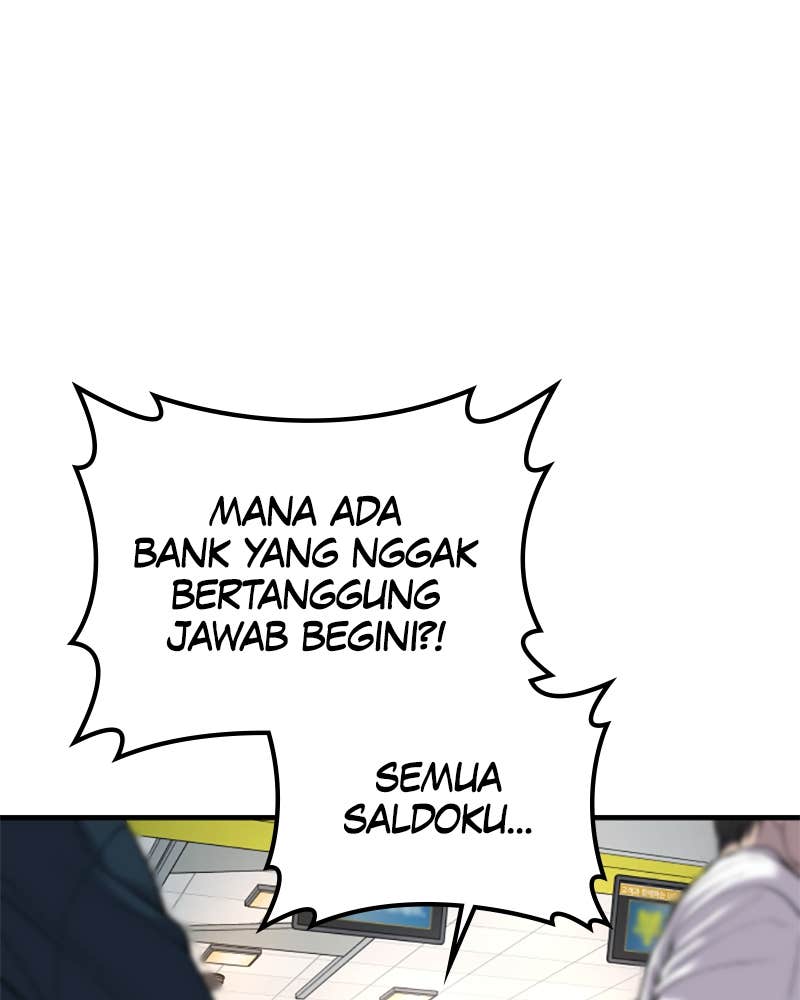 MANA ADA
BANK YANG NGGAK
BERTANGGUNG
JAWAB BEGINI?!
SEMUA
SALDOKU...